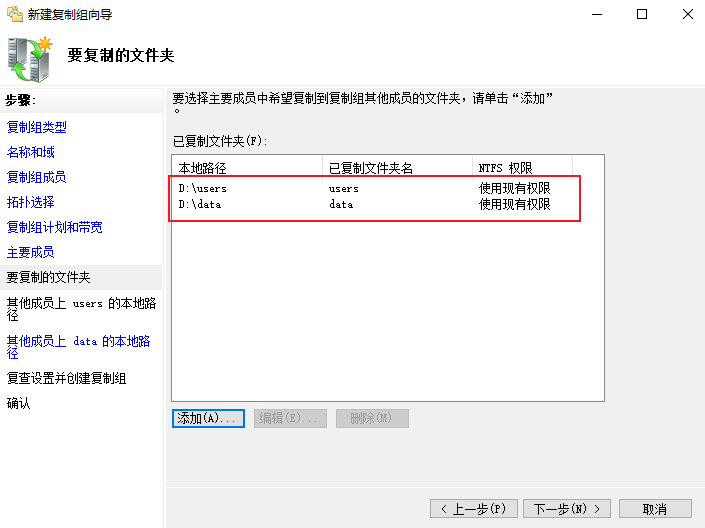 新建复制组向导
要复制的文件夹
步骤:
复制组类型
名称和域
复制组成员
拓扑选择
复制组计划和带宽
主要成员
要复制的文件夹
其他成员上 users 的本地路
径
其他成员上 data 的本地路
径
复查设置并创建复制组
确认
要选择主要成员中希望复制到复制组其他成员的文件夹，请单击“添加”
。
已复制文件夹(F):
本地路径 已复制文件夹名 NTFS 权限
D:\users users 使用现有权限
D:\data data 使用现有权限
添加(A)... 编辑(E)... 删除(M)
< 上一步(P) 下一步(N) > 取消